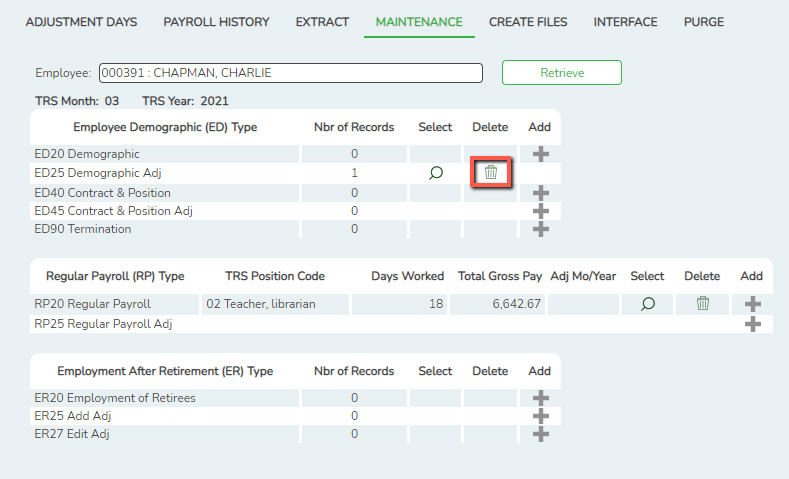 ADJUSTMENT DAYS PAYROLL HISTORY EXTRACT MAINTENANCE CREATE FILES INTERFACE PURGE
Employee: 000391 : CHAPMAN, CHARLIE Retrieve
TRS Month: 03 TRS Year: 2021
Employee Demographic (ED) Type Nbr of Records Select Delete Add
ED20 Demographic 0
ED25 Demographic Adj 1
ED40 Contract & Position 0
ED45 Contract & Position Adj 0
ED90 Termination 0
Regular Payroll (RP) Type TRS Position Code Days Worked Total Gross Pay Adj Mo/Year Select Delete Add
RP20 Regular Payroll 02 Teacher, librarian 18 6,642.67
RP25 Regular Payroll Adj
Employment After Retirement (ER) Type Nbr of Records Select Delete Add
ER20 Employment of Retirees 0
ER25 Add Adj 0
ER27 Edit Adj 0